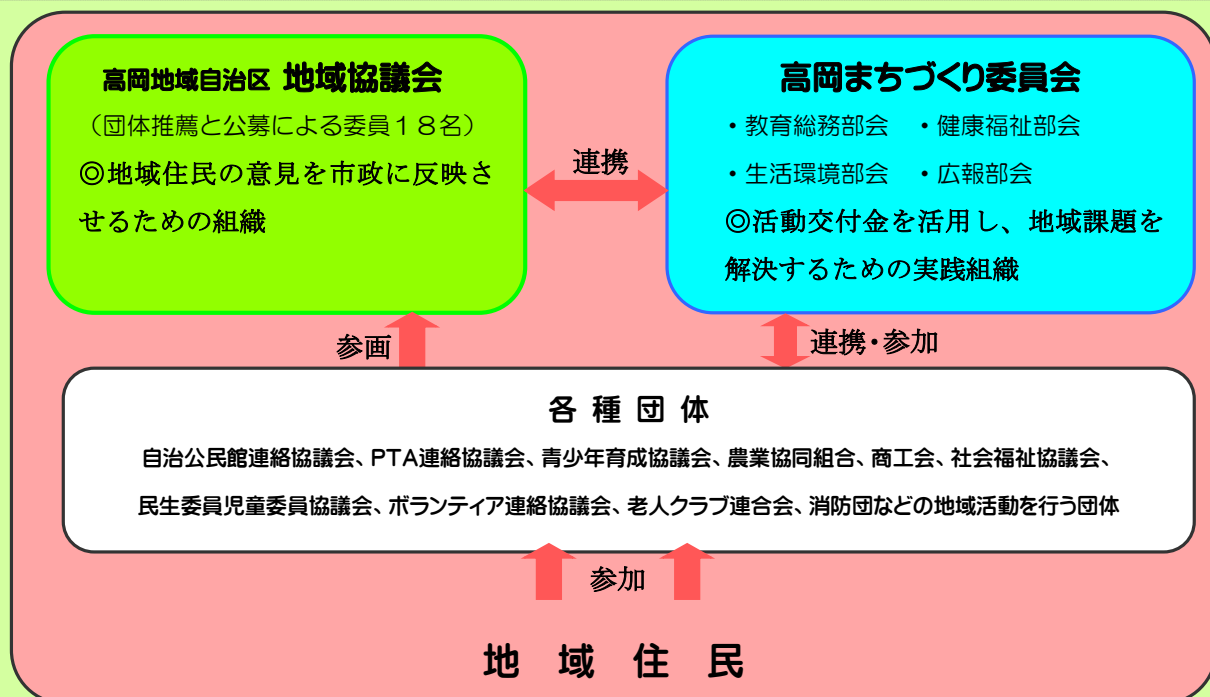 高岡地域自治区 地域協議会
（団体推薦と公募による委員１８名）
◎地域住民の意見を市政に反映さ
せるための組織
連携
高岡まちづくり委員会
・教育総務部会　・健康福祉部会
・生活環境部会　・広報部会
◎活動交付金を活用し、地域課題を
解決するための実践組織
参画
連携・参加
各種団体
自治公民館連絡協議会、PTA連絡協議会、青少年育成協議会、農業協同組合、商工会、社会福祉協議会、
民生委員児童委員協議会、ボランティア連絡協議会、老人クラブ連合会、消防団などの地域活動を行う団体
参加
地域住民